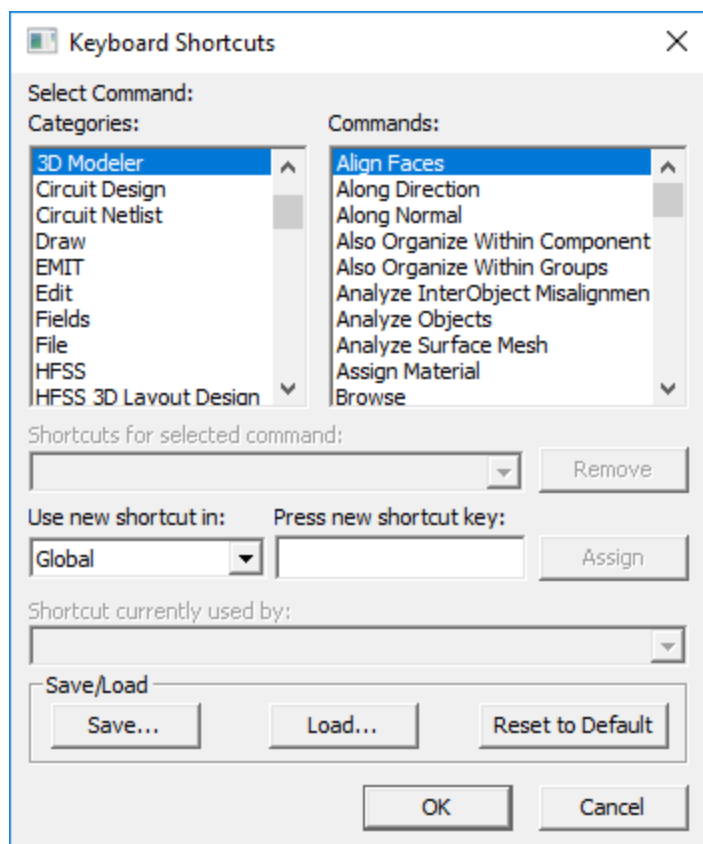 Keyboard Shortcuts
Select Command:
Categories: Commands:
3D Modeler Align Faces
Circuit Design Along Direction
Circuit Netlist Along Normal
Draw Also Organize Within Component
EMIT Also Organize Within Groups
Edit Analyze InterObject Misalignmen
Fields Analyze Objects
File Analyze Surface Mesh
HFSS Assign Material
HFSS 3D Layout Design Browse
Shortcuts for selected command:
Remove
Use new shortcut in: Press new shortcut key:
Global Assign
Shortcut currently used by:
Save/Load
Save... Load... Reset to Default
OK Cancel